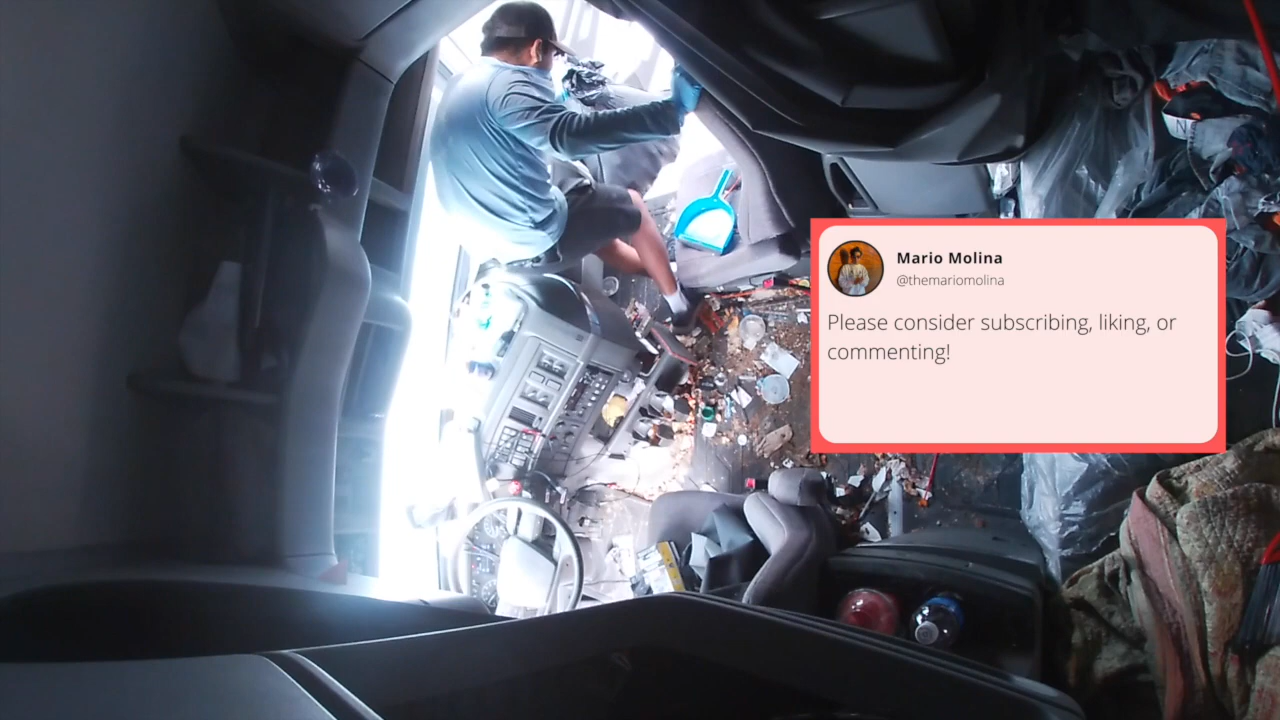 N
Mario Molina
@themariomolina
Please consider subscribing, liking, or
commenting!